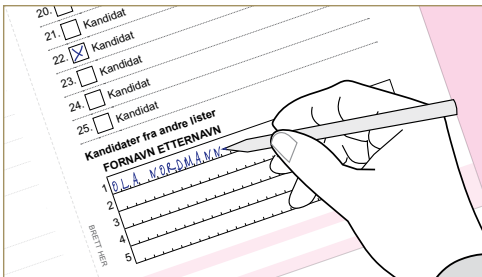 20.
21. Kandidat
22. Kandidat
23. Kandidat
24. Kandidat
25. Kandidat
Kandidater fra andre lister
FORNAVN ETTERNAVN
1 OLA NORDMANN
2
3
4
5
BRETT HER